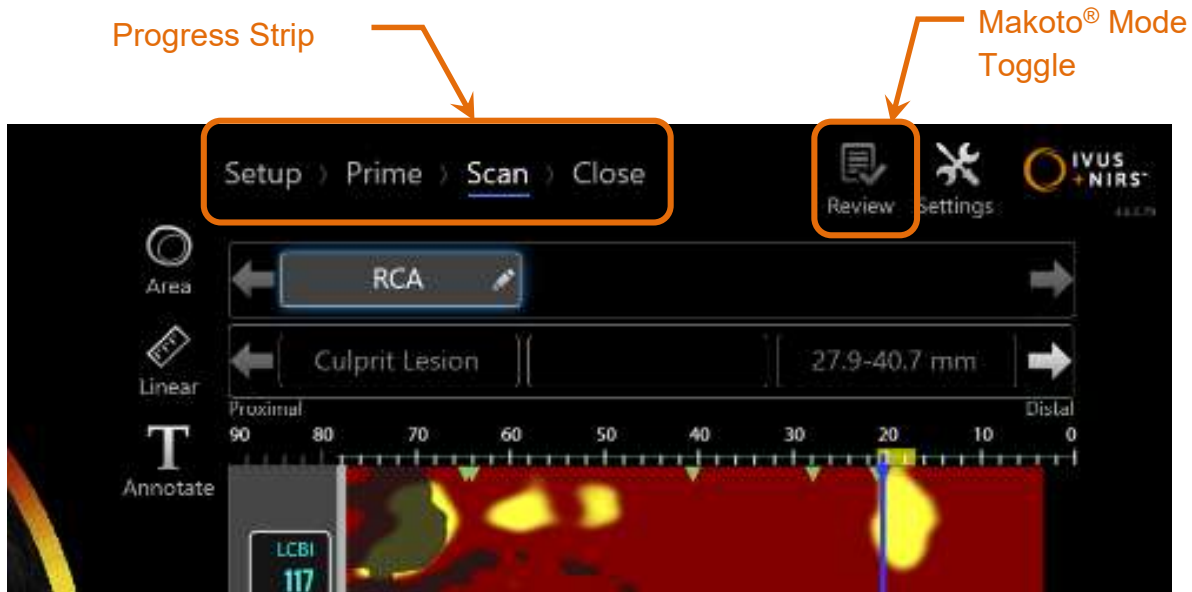 Progress Strip
Makoto® Mode
Toggle
Setup › Prime › Scan › Close
Review
Settings
IVUS
+NIRS™
Area
RCA
Linear
Culprit Lesion
27.9-40.7 mm
Proximal
Distal
90 80 70 60 50 40 30 20 10 0
Annotate
LCBI
117